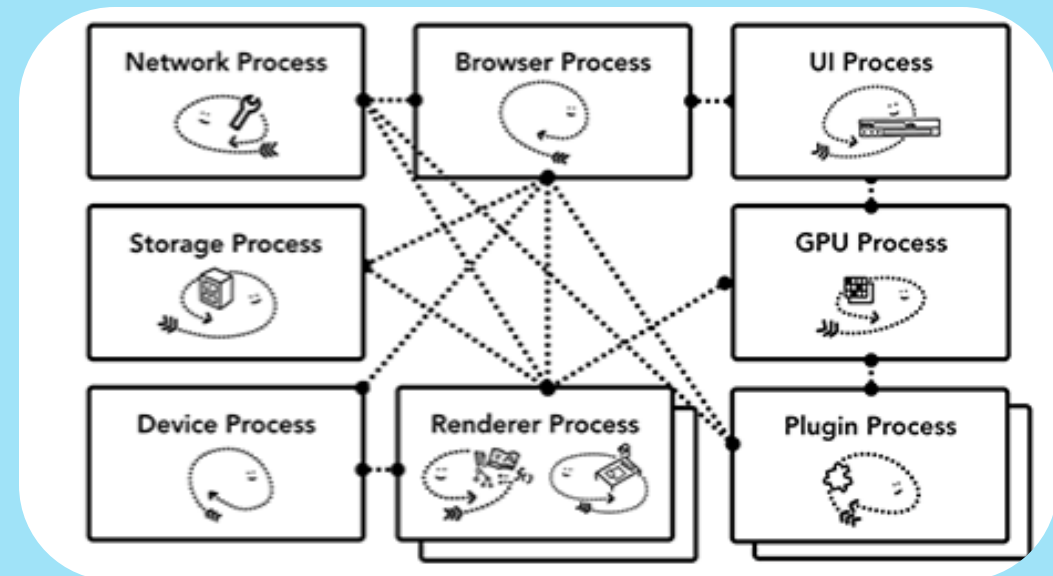 Network Process
Browser Process
UI Process
Storage Process
GPU Process
Device Process
Renderer Process
Plugin Process